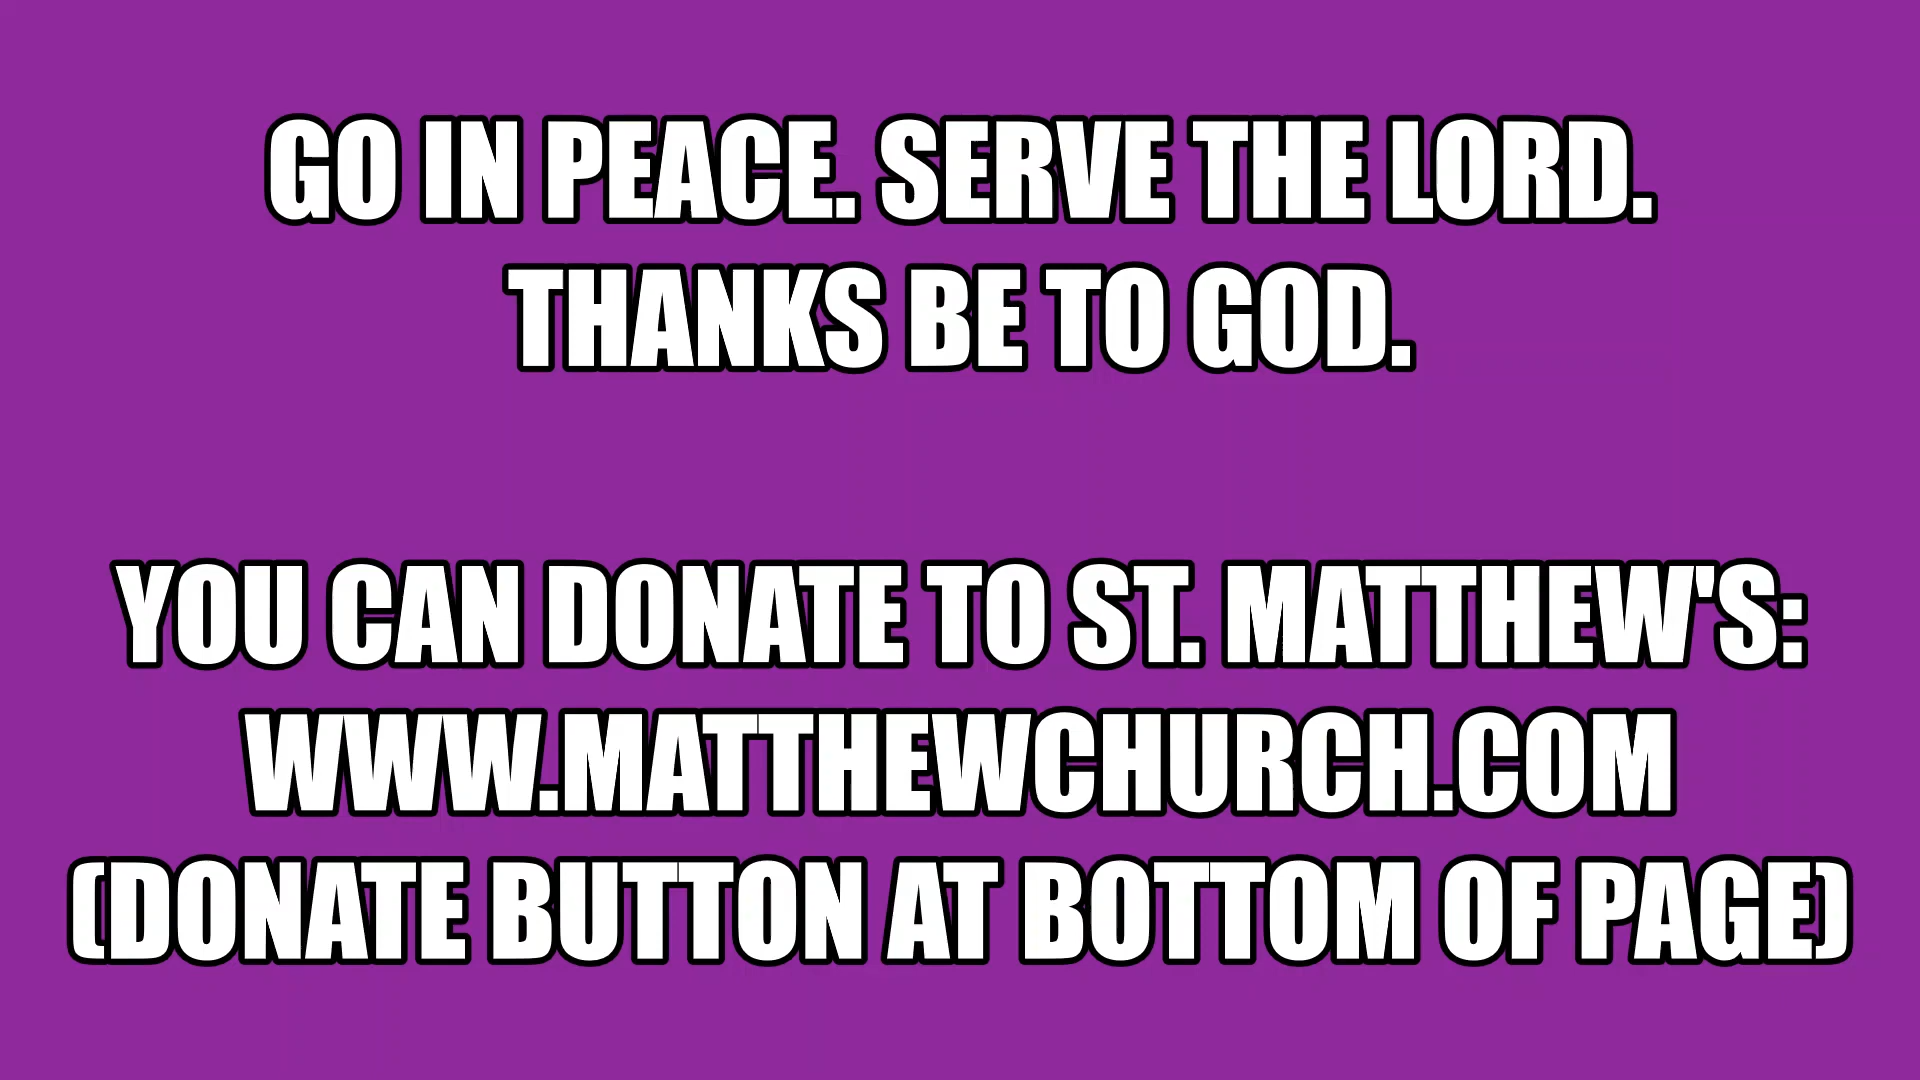 GO IN PEACE. SERVE THE LORD.
THANKS BE TO GOD.
YOU CAN DONATE TO ST. MATTHEW'S:
WWW.MATTHEWCHURCH.COM
(DONATE BUTTON AT BOTTOM OF PAGE)